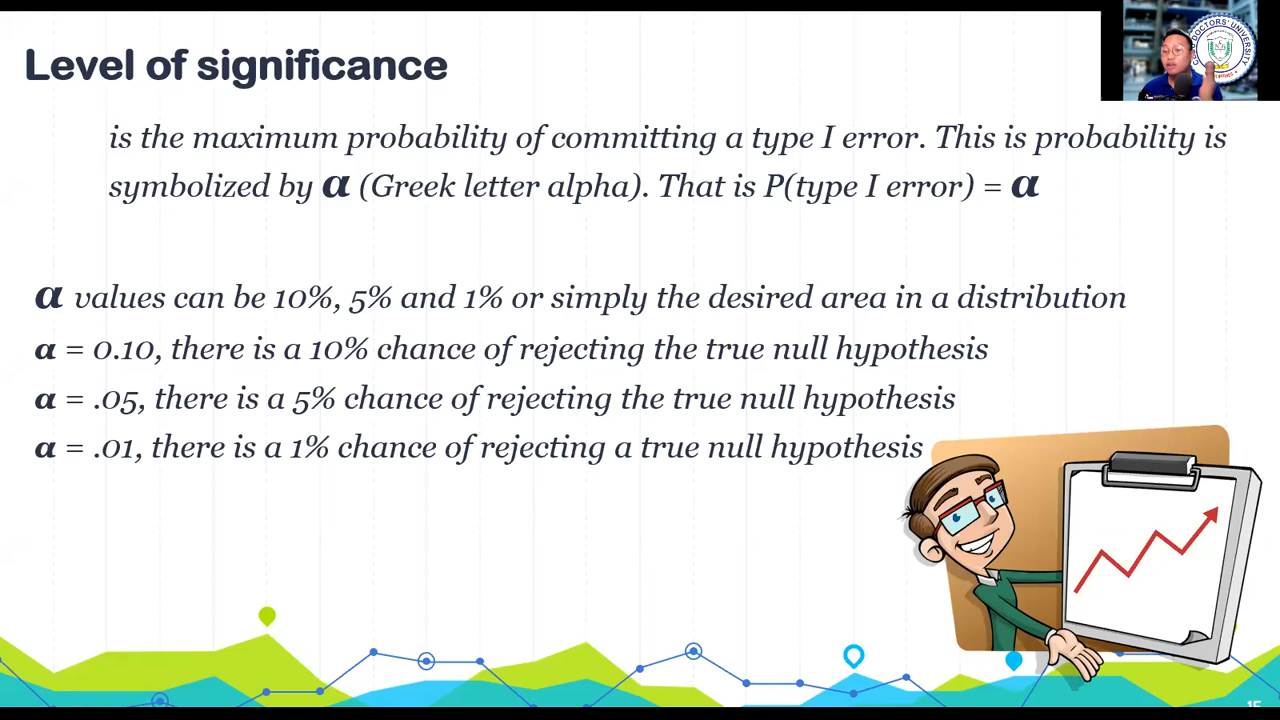 Level of significance
is the maximum probability of committing a type I error. This is probability is
symbolized by α (Greek letter alpha). That is P(type I error) = α
α values can be 10%, 5% and 1% or simply the desired area in a distribution
α = 0.10, there is a 10% chance of rejecting the true null hypothesis
α = .05, there is a 5% chance of rejecting the true null hypothesis
α = .01, there is a 1% chance of rejecting a true null hypothesis